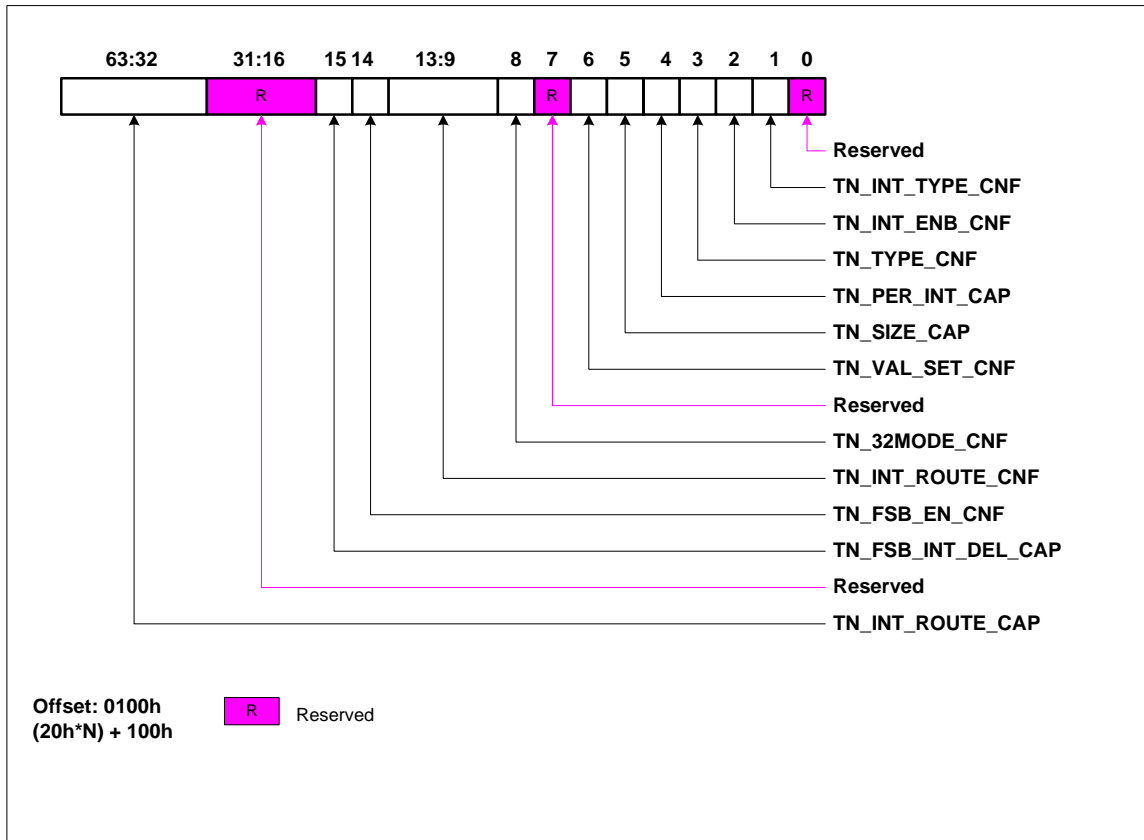 63:32 31:16 15 14 13:9 8 7 6 5 4 3 2 1 0
R R R
Reserved
TN_INT_TYPE_CNF
TN_INT_ENB_CNF
TN_TYPE_CNF
TN_PER_INT_CAP
TN_SIZE_CAP
TN_VAL_SET_CNF
Reserved
TN_32MODE_CNF
TN_INT_ROUTE_CNF
TN_FSB_EN_CNF
TN_FSB_INT_DEL_CAP
Reserved
TN_INT_ROUTE_CAP
Offset: 0100h
(20h*N) + 100h
R Reserved